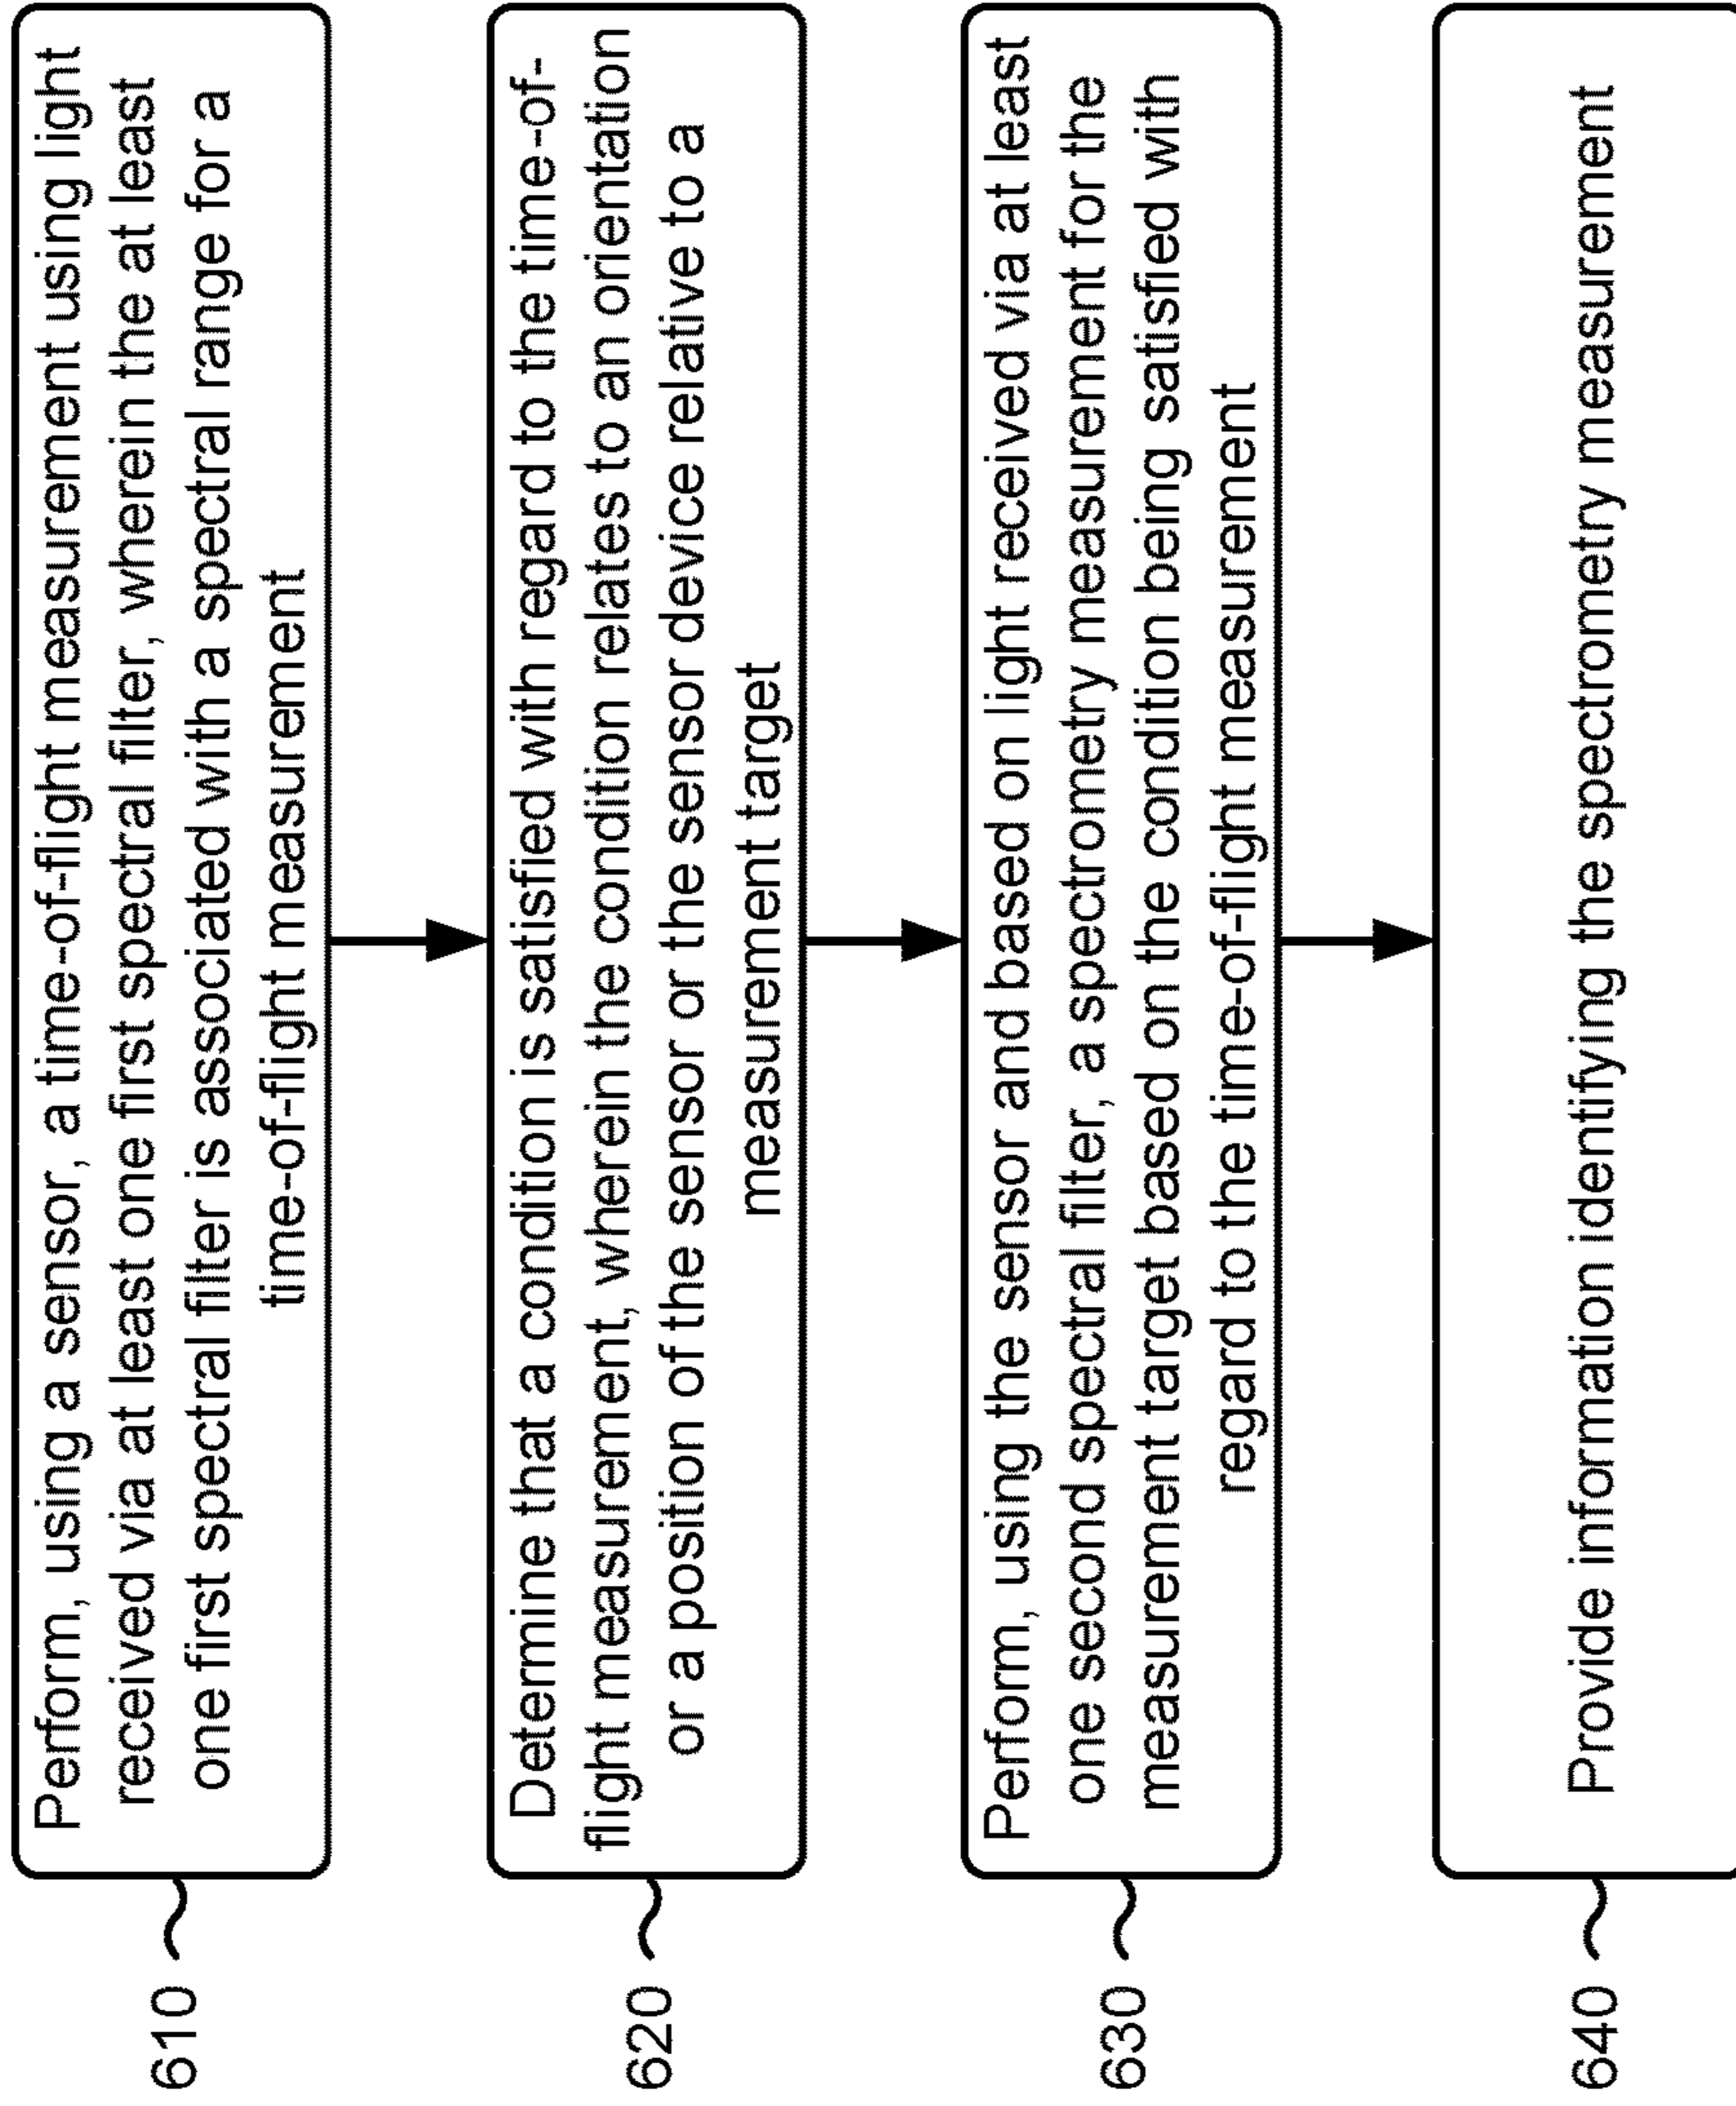 610
Perform, using a sensor, a time-of-flight measurement using light
received via at least one first spectral filter, wherein the at least
one first spectral filter is associated with a spectral range for a
time-of-flight measurement
620
Determine that a condition is satisfied with regard to the time-of-
flight measurement, wherein the condition relates to an orientation
or a position of the sensor or the sensor device relative to a
measurement target
630
Perform, using the sensor and based on light received via at least
one second spectral filter, a spectrometry measurement for the
measurement target based on the condition being satisfied with
regard to the time-of-flight measurement
640
Provide information identifying the spectrometry measurement